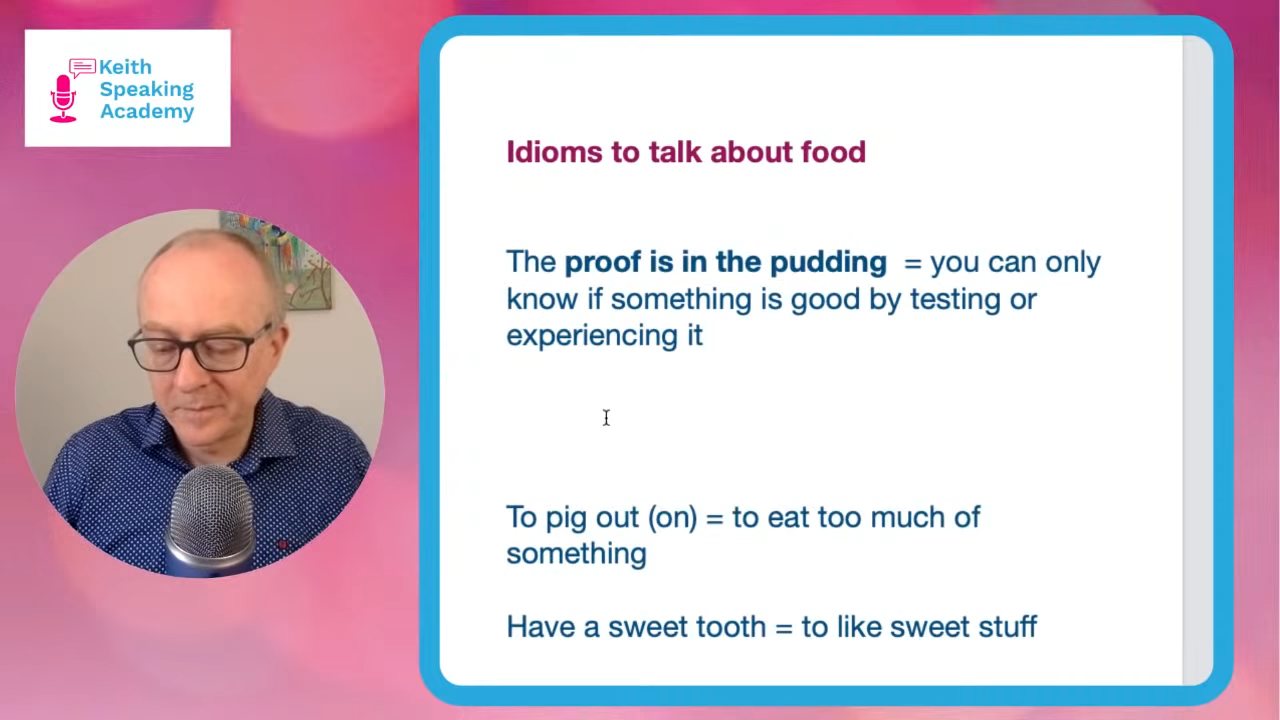 Keith
Speaking
Academy
Idioms to talk about food
The proof is in the pudding = you can only
know if something is good by testing or
experiencing it
To pig out (on) = to eat too much of
something
Have a sweet tooth = to like sweet stuff